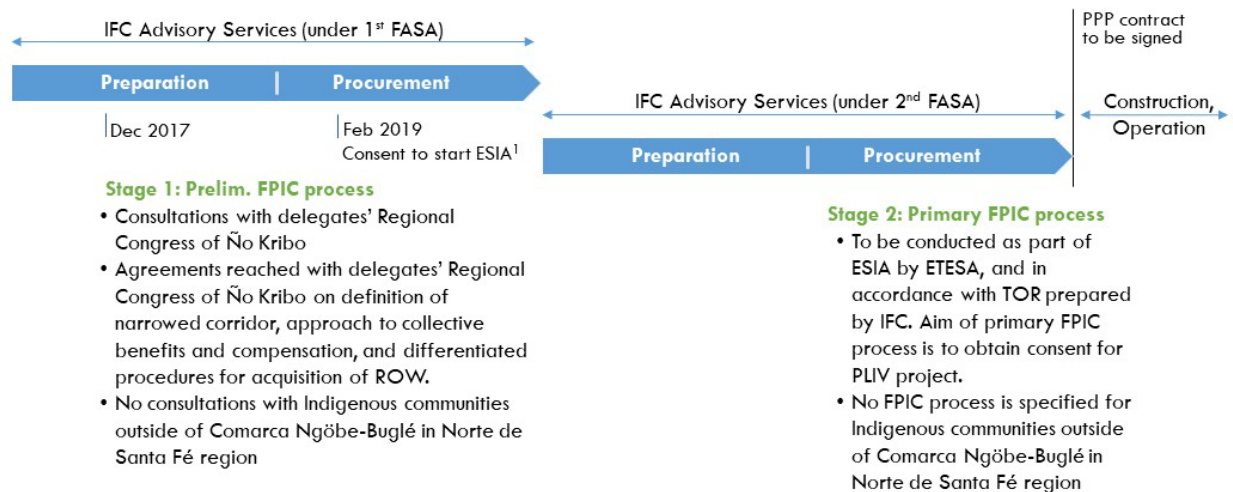 IFC Advisory Services (under 1st FASA)
Preparation | Procurement
Dec 2017
Feb 2019
Consent to start ESIA1
Stage 1: Prelim. FPIC process
• Consultations with delegates' Regional
Congress of Ño Kribo
• Agreements reached with delegates' Regional
Congress of Ño Kribo on definition of
narrowed corridor, approach to collective
benefits and compensation, and differentiated
procedures for acquisition of ROW.
• No consultations with Indigenous communities
outside of Comarca Ngöbe-Buglé in Norte de
Santa Fé region
IFC Advisory Services (under 2nd FASA)
Preparation | Procurement
PPP contract
to be signed
Construction,
Operation
Stage 2: Primary FPIC process
• To be conducted as part of
ESIA by ETESA, and in
accordance with TOR prepared
by IFC. Aim of primary FPIC
process is to obtain consent for
PLIV project.
• No FPIC process is specified for
Indigenous communities outside
of Comarca Ngöbe-Buglé in
Norte de Santa Fé region